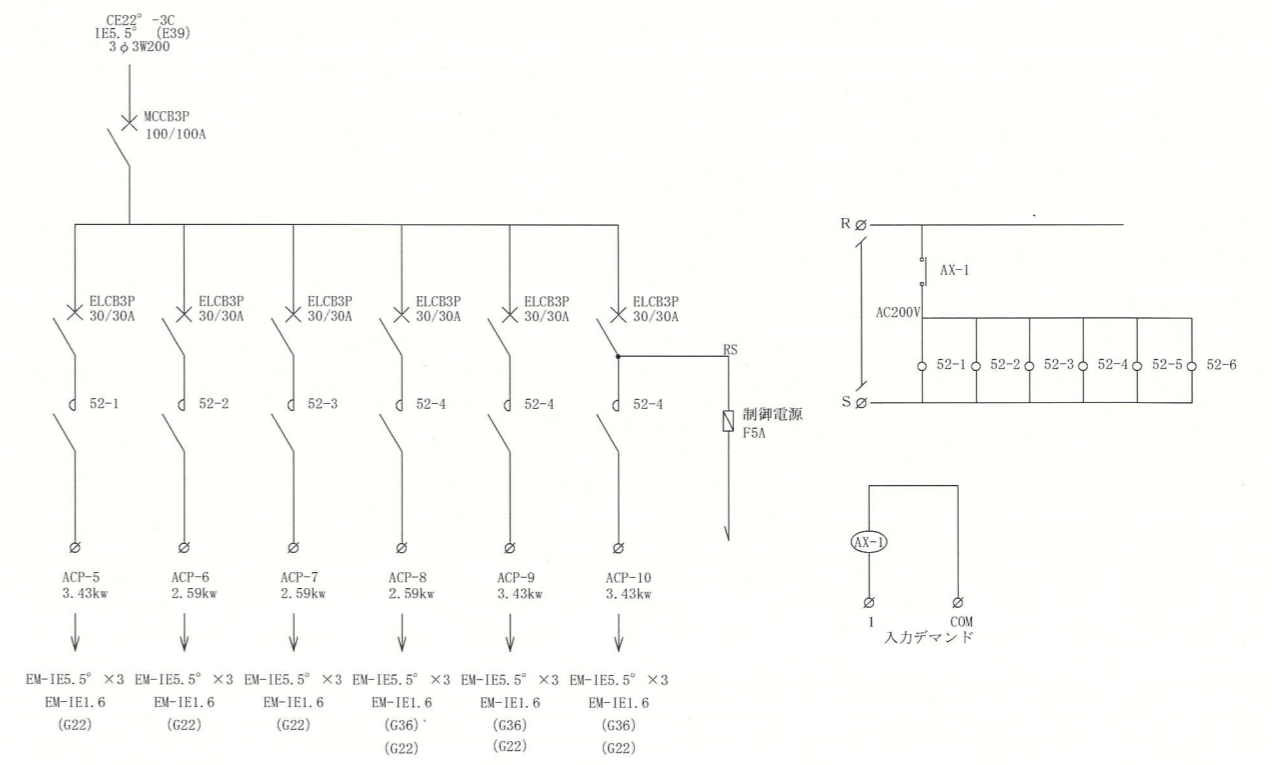 CE22° -3C
IE5.5° (E39)
3φ3W200
MCCB3P
100/100A
ELCB3P
30/30A
ELCB3P
30/30A
ELCB3P
30/30A
ELCB3P
30/30A
ELCB3P
30/30A
ELCB3P
30/30A
RS
52-1
52-2
52-3
52-4
52-4
52-4
制御電源
F5A
ACP-5
3.43kw
ACP-6
2.59kw
ACP-7
2.59kw
ACP-8
2.59kw
ACP-9
3.43kw
ACP-10
3.43kw
EM-IE5.5° ×3
EM-IE1.6
(G22)
EM-IE5.5° ×3
EM-IE1.6
(G22)
EM-IE5.5° ×3
EM-IE1.6
(G22)
EM-IE5.5° ×3
EM-IE1.6
(G36)
(G22)
EM-IE5.5° ×3
EM-IE1.6
(G36)
(G22)
EM-IE5.5° ×3
EM-IE1.6
(G36)
(G22)
R
AX-1
AC200V
52-1
52-2
52-3
52-4
52-5
52-6
S
AX-1
1
COM
入力デマンド